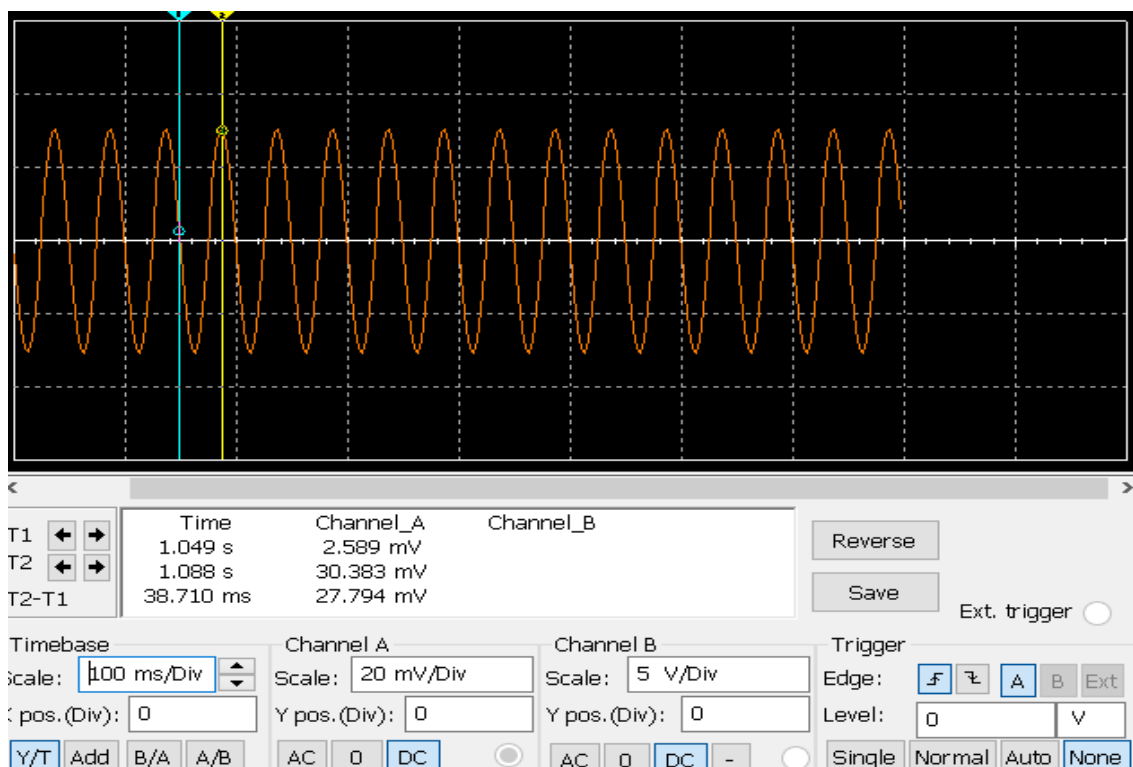 1 2
Time Channel_A Channel_B
T1 1.049 s 2.589 mV
T2 1.088 s 30.383 mV
T2-T1 38.710 ms 27.794 mV
Reverse
Save
Ext. trigger
Timebase Channel A Channel B Trigger
Scale: 100 ms/Div Scale: 20 mV/Div Scale: 5 V/Div Edge: A B Ext
X pos.(Div): 0 Y pos.(Div): 0 Y pos.(Div): 0 Level: 0 V
Y/T Add B/A A/B AC 0 DC AC 0 DC - Single Normal Auto None